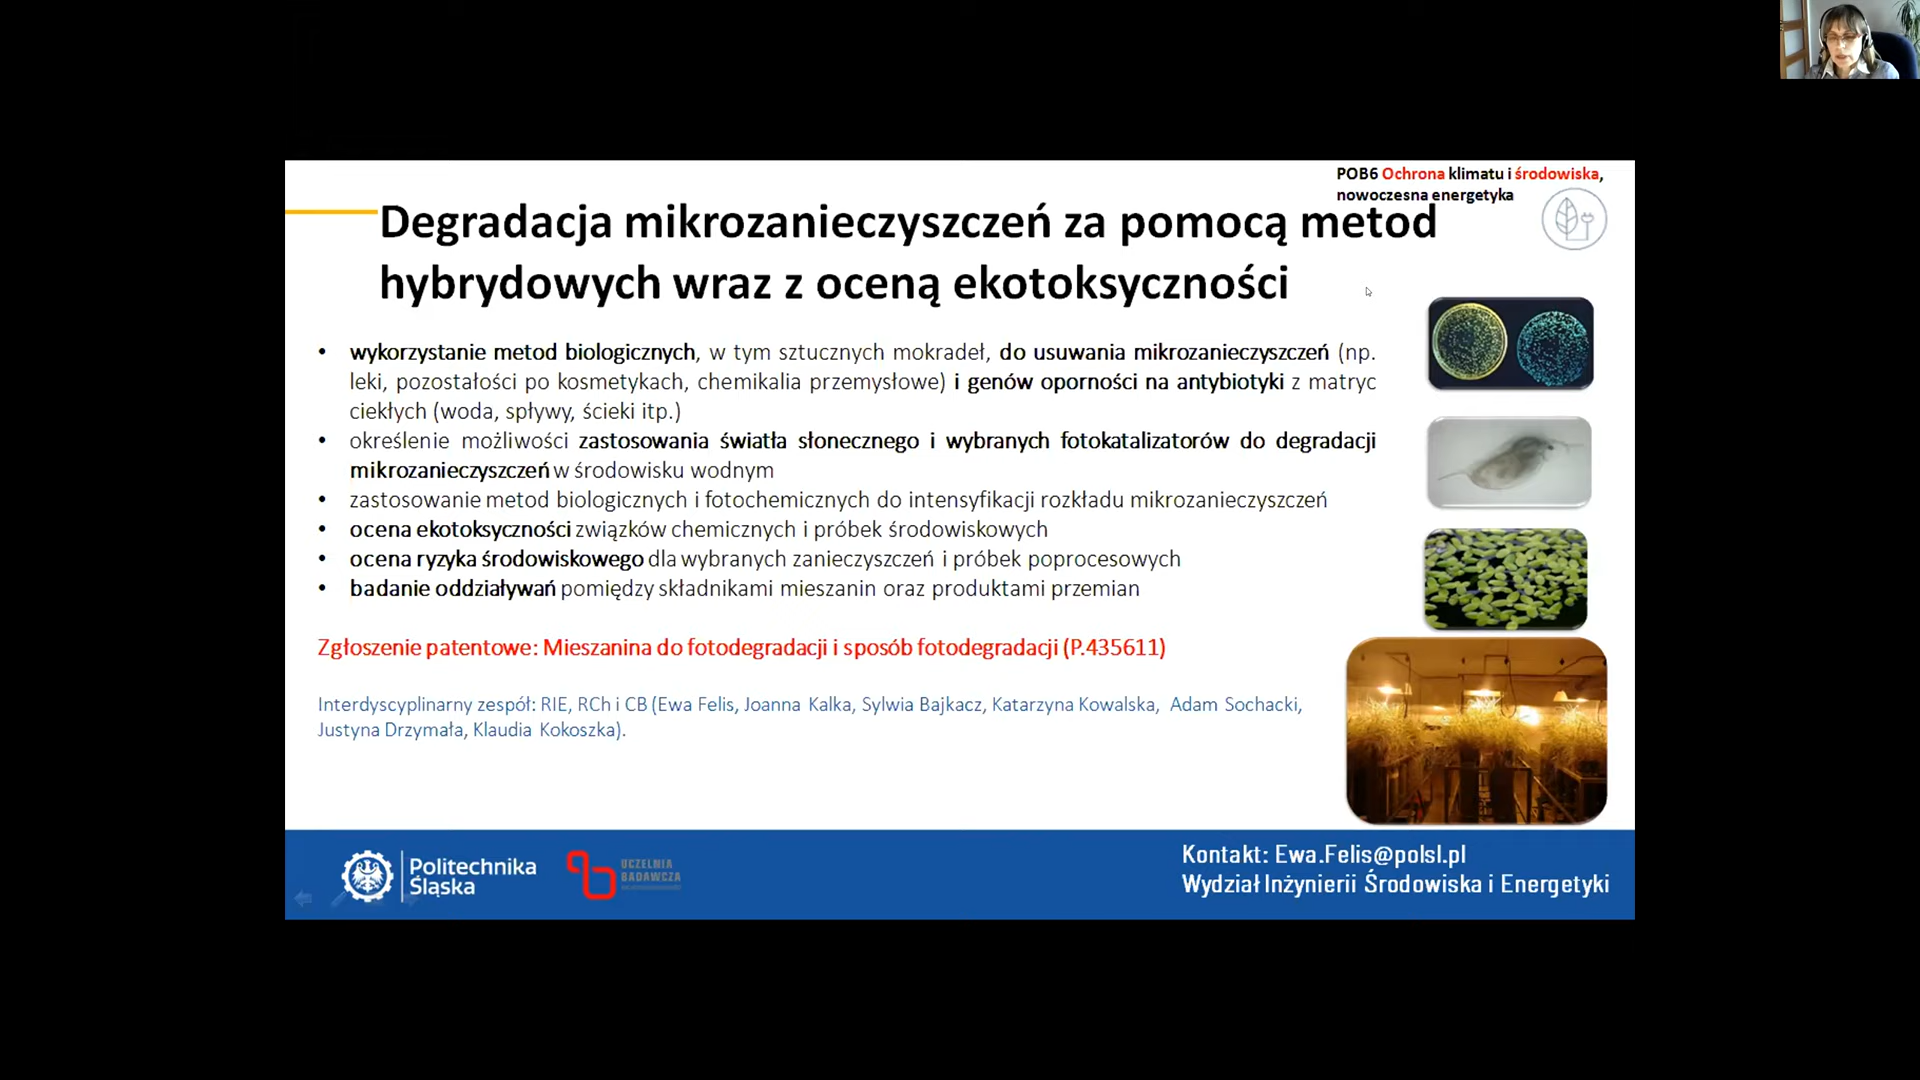 POB6 Ochrona klimatu i środowiska,
nowoczesna energetyka
Degradacja mikrozanieczyszczeń za pomocą metod
hybrydowych wraz z oceną ekotoksyczności
• wykorzystanie metod biologicznych, w tym sztucznych mokradeł, do usuwania mikrozanieczyszczeń (np.
leki, pozostałości po kosmetykach, chemikalia przemysłowe) i genów oporności na antybiotyki z matryc
ciekłych (woda, spływy, ścieki itp.)
• określenie możliwości zastosowania światła słonecznego i wybranych fotokatalizatorów do degradacji
mikrozanieczyszczeń w środowisku wodnym
• zastosowanie metod biologicznych i fotochemicznych do intensyfikacji rozkładu mikrozanieczyszczeń
• ocena ekotoksyczności związków chemicznych i próbek środowiskowych
• ocena ryzyka środowiskowego dla wybranych zanieczyszczeń i próbek poprocesowych
• badanie oddziaływań pomiędzy składnikami mieszanin oraz produktami przemian
Zgłoszenie patentowe: Mieszanina do fotodegradacji i sposób fotodegradacji (P.435611)
Interdyscyplinarny zespół: RIE, RCh i CB (Ewa Felis, Joanna Kalka, Sylwia Bajkacz, Katarzyna Kowalska, Adam Sochacki,
Justyna Drzymała, Klaudia Kokoszka).
Politechnika
Śląska
UCZELNIA
BADAWCZA
Kontakt: Ewa.Felis@polsl.pl
Wydział Inżynierii Środowiska i Energetyki